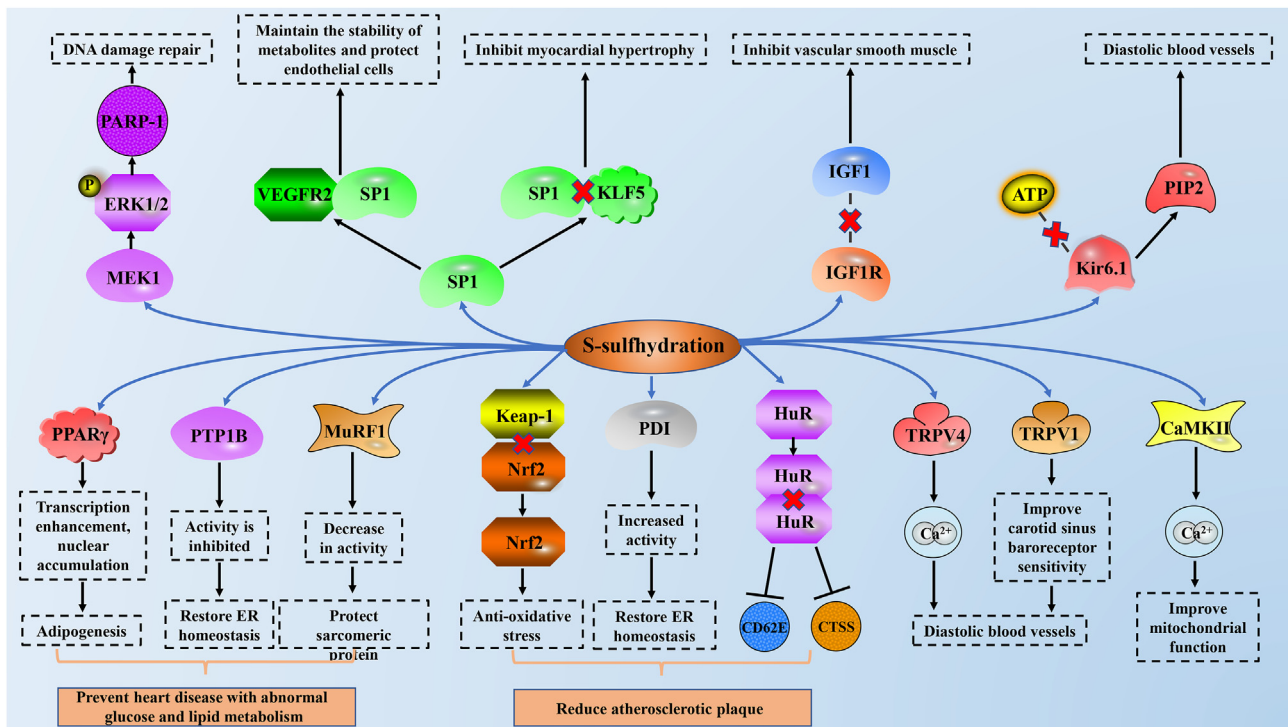 DNA damage repair
Maintain the stability of
metabolites and protect
endothelial cells
Inhibit myocardial hypertrophy
Inhibit vascular smooth muscle
Diastolic blood vessels
PARP-1
P
ERK1/2
MEK1
VEGFR2
SP1
SP1
KLF5
SP1
IGF1
IGF1R
ATP
PIP2
Kir6.1
S-sulfhydration
PPARγ
PTP1B
MuRF1
Keap-1
Nrf2
Nrf2
PDI
HuR
HuR
HuR
TRPV4
TRPV1
CaMKII
Transcription
enhancement,
nuclear
accumulation
Activity is
inhibited
Decrease
in activity
Increased
activity
Ca²⁺
Improve
carotid sinus
baroreceptor
sensitivity
Ca²⁺
Adipogenesis
Restore ER
homeostasis
Protect
sarcomeric
protein
Anti-oxidative
stress
Restore ER
homeostasis
CD62E
CTSS
Diastolic blood vessels
Improve
mitochondrial
function
Prevent heart disease with abnormal
glucose and lipid metabolism
Reduce atherosclerotic plaque